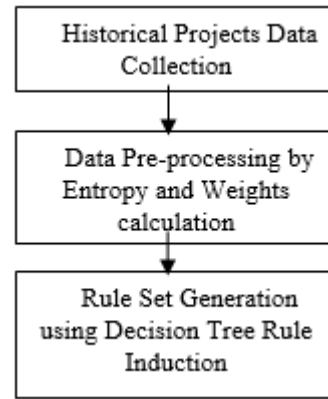 Historical Projects Data
Collection
Data Pre-processing by
Entropy and Weights
calculation
Rule Set Generation
using Decision Tree Rule
Induction